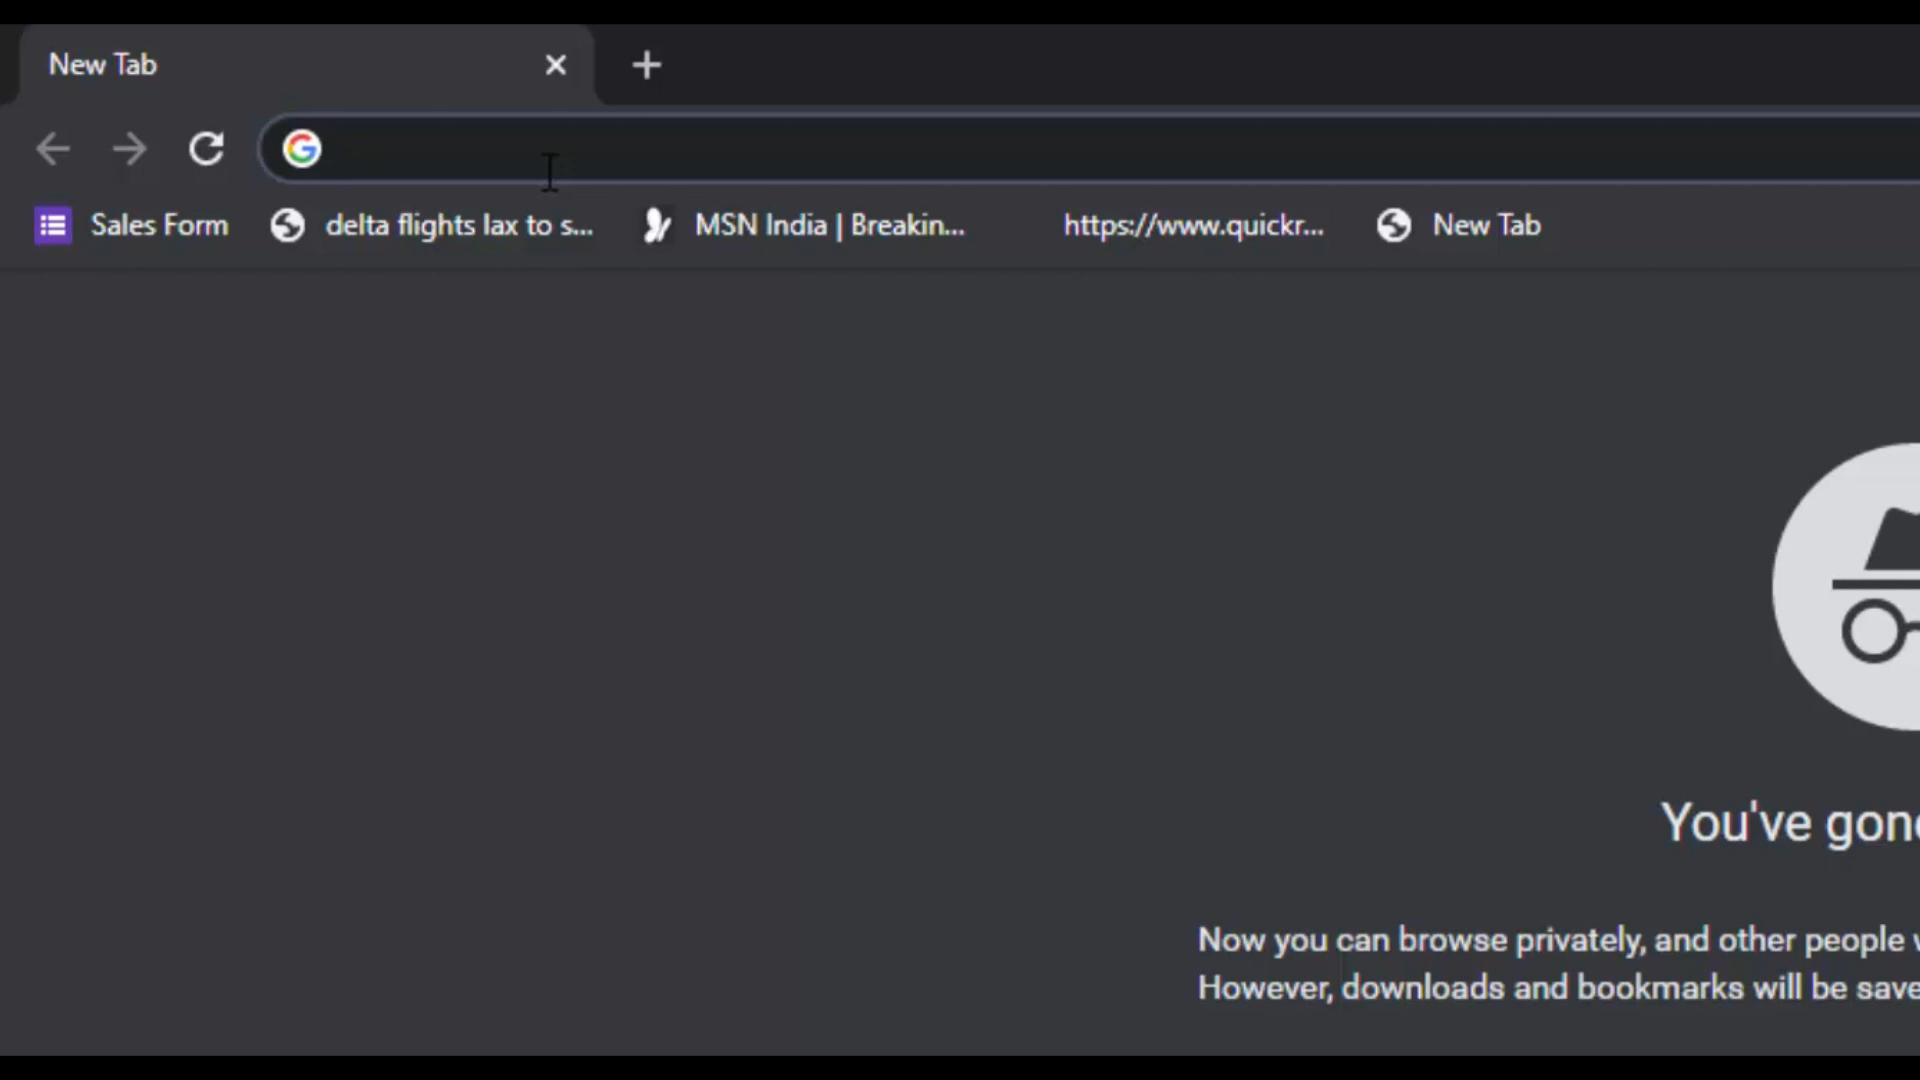 New Tab
Sales Form
delta flights lax to s...
MSN India | Breakin...
https://www.quickr...
New Tab
You've gon
Now you can browse privately, and other people
However, downloads and bookmarks will be save